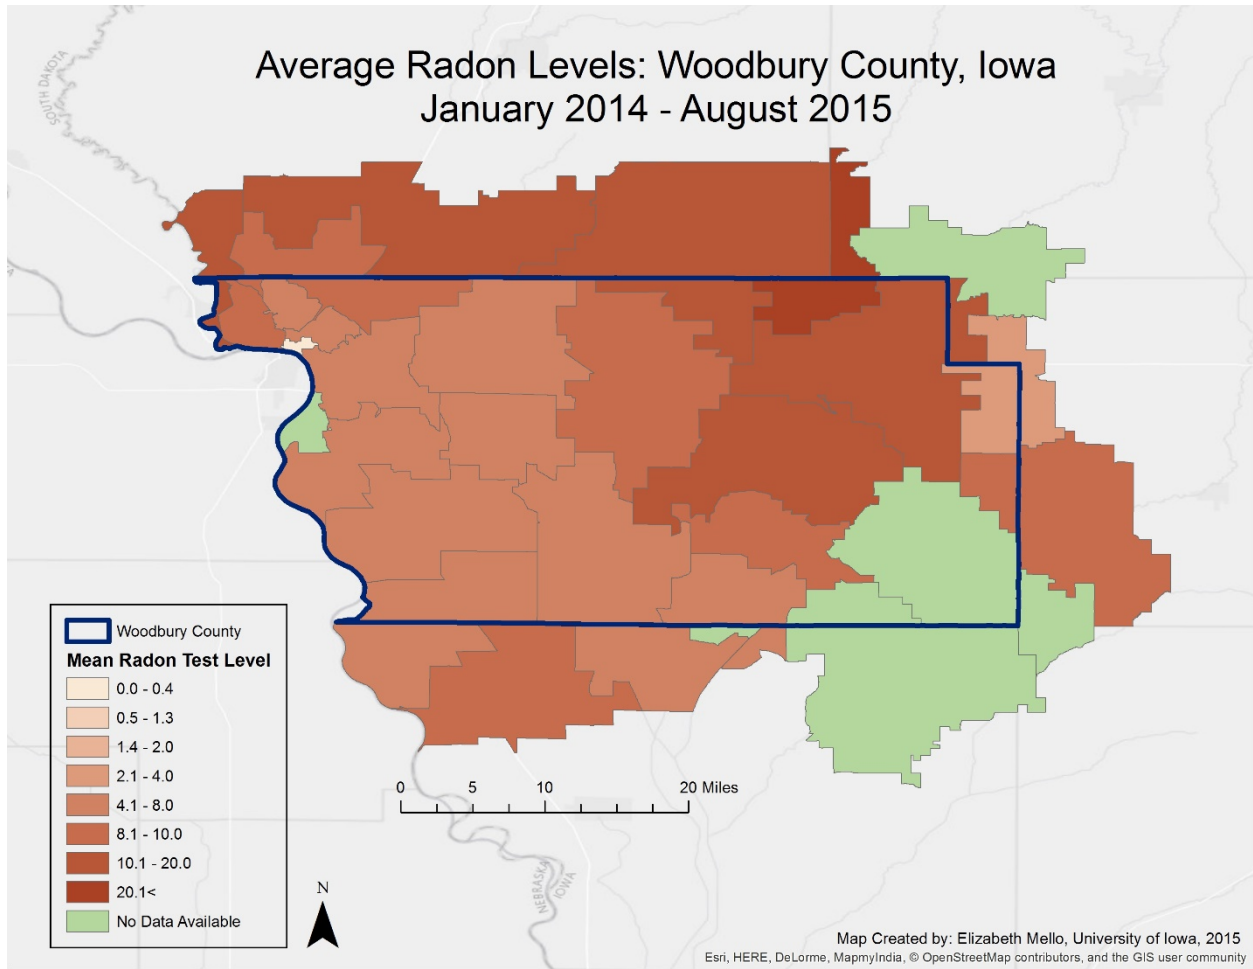 Average Radon Levels: Woodbury County, Iowa
January 2014 - August 2015
SOUTH DAKOTA
Woodbury County
Mean Radon Test Level
0.0 - 0.4
0.5 - 1.3
1.4 - 2.0
2.1 - 4.0
4.1 - 8.0
8.1 - 10.0
10.1 - 20.0
20.1<
No Data Available
0 5 10 20 Miles
N
NEBRASKA
IOWA
Map Created by: Elizabeth Mello, University of Iowa, 2015
Esri, HERE, DeLorme, MapmyIndia, © OpenStreetMap contributors, and the GIS user community